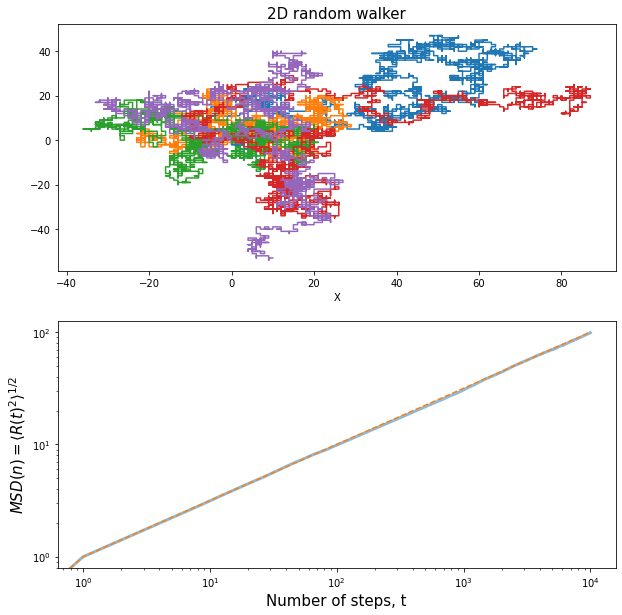 2D random walker
40
20
0
−20
−40
−40 −20 0 20 40 60 80
X
10²
10¹
10⁰
MSD(n) = ⟨R(t)²⟩^{1/2}
10⁰ 10¹ 10² 10³ 10⁴
Number of steps, t